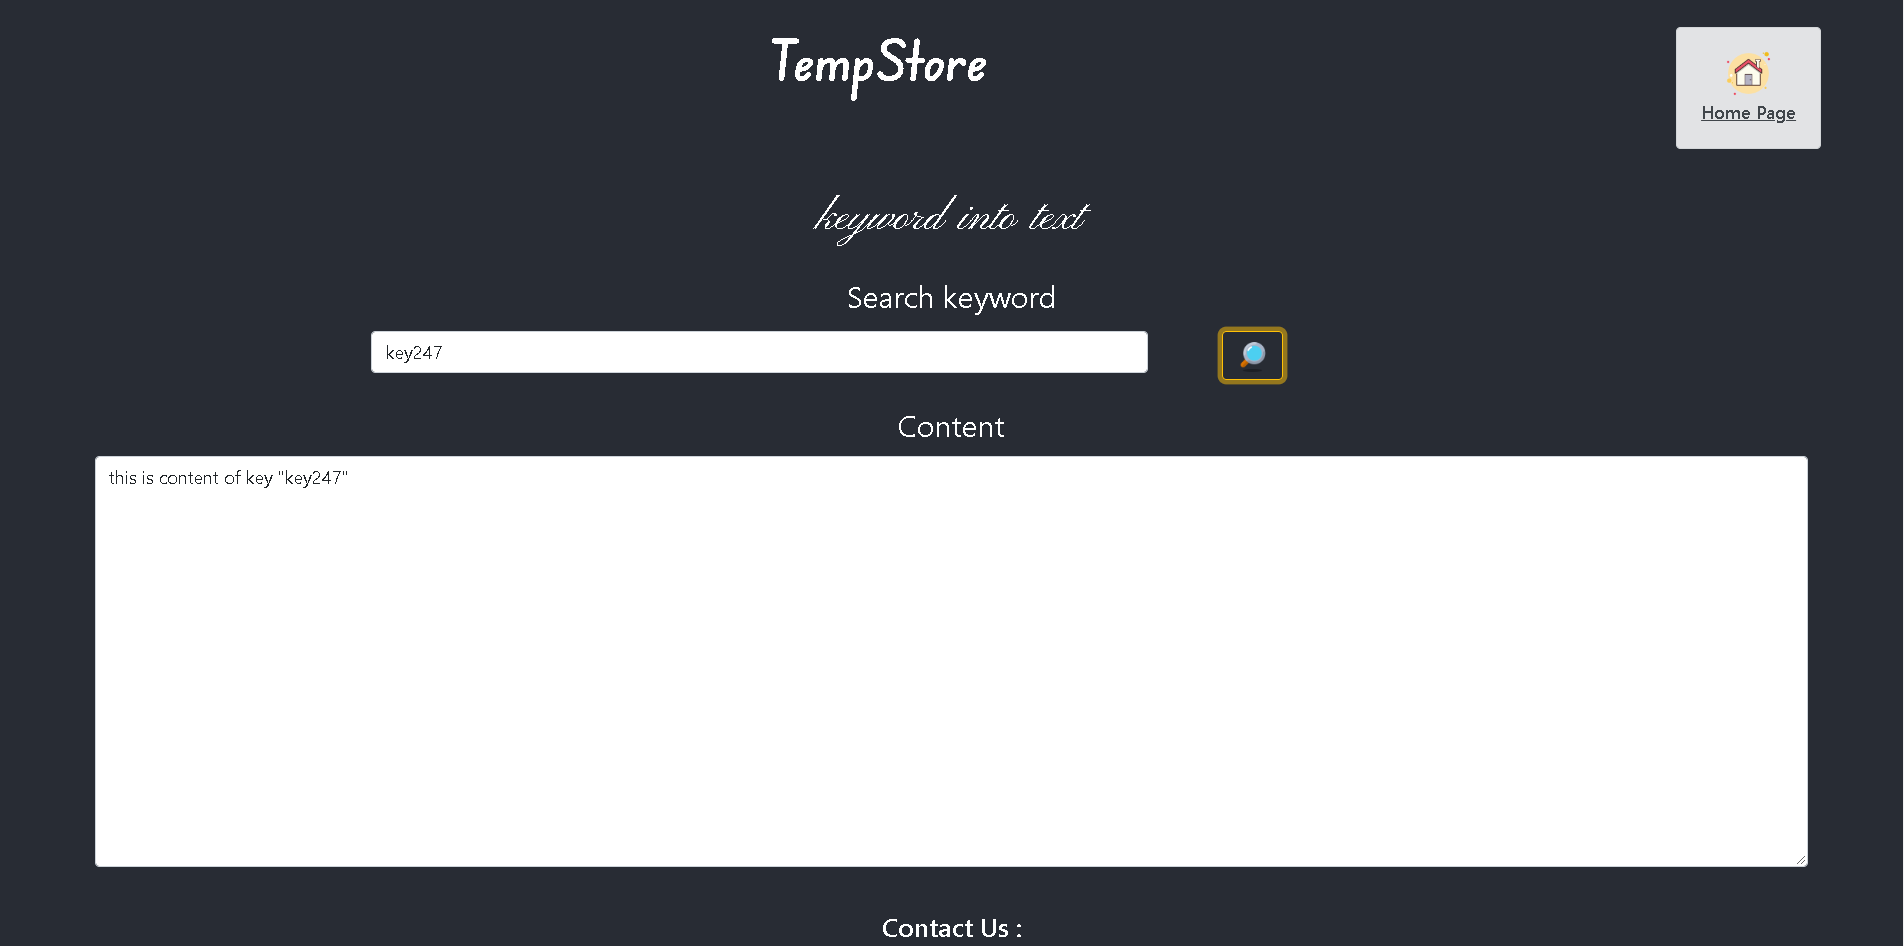 TempStore
Home Page
keyword into text
Search keyword
key247
Content
this is content of key "key247"
Contact Us :